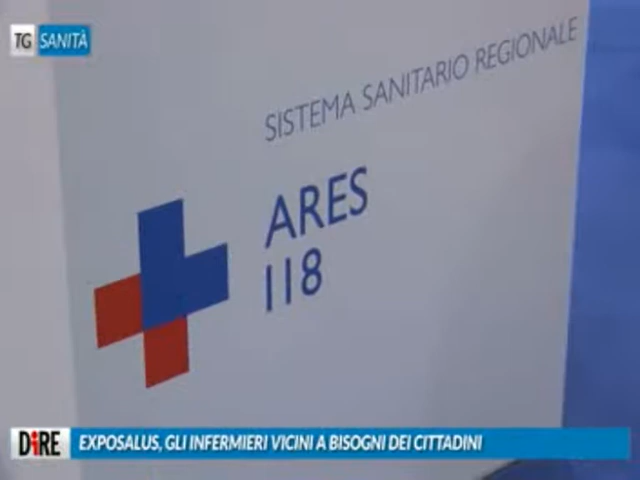 TG SANITÀ
SISTEMA SANITARIO REGIONALE
ARES
118
DiRE EXPOSALUS, GLI INFERMIERI VICINI A BISOGNI DEI CITTADINI